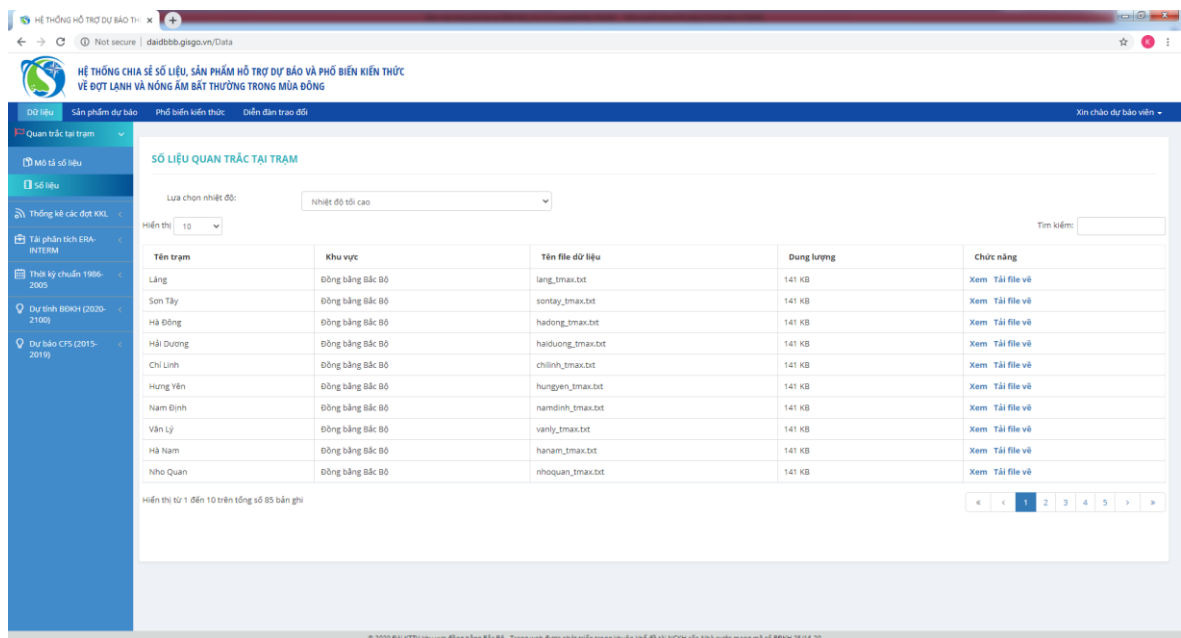 HỆ THỐNG HỖ TRỢ DỰ BÁO TH
Not secure | daidbbb.gisgo.vn/Data
K
HỆ THỐNG CHIA SẺ SỐ LIỆU, SẢN PHẨM HỖ TRỢ DỰ BÁO VÀ PHỔ BIẾN KIẾN THỨC
VỀ ĐỢT LẠNH VÀ NÓNG ẤM BẤT THƯỜNG TRONG MÙA ĐÔNG
Dữ liệu Sản phẩm dự báo Phổ biến kiến thức Diễn đàn trao đổi Xin chào dự báo viên
Quan trắc tại trạm
Mô tả số liệu
Số liệu
Thống kê các đợt KKL
Tái phân tích ERA-
INTERM
Thời kỳ chuẩn 1986-
2005
Dự tính BĐKH (2020-
2100)
Dự báo CFS (2015-
2019)
SỐ LIỆU QUAN TRẮC TẠI TRẠM
Lựa chọn nhiệt độ: Nhiệt độ tối cao
Hiển thị 10 Tìm kiếm:
Tên trạm Khu vực Tên file dữ liệu Dung lượng Chức năng
Láng Đồng bằng Bắc Bộ lang_tmax.txt 141 KB Xem Tải file về
Sơn Tây Đồng bằng Bắc Bộ sontay_tmax.txt 141 KB Xem Tải file về
Hà Đông Đồng bằng Bắc Bộ hadong_tmax.txt 141 KB Xem Tải file về
Hải Dương Đồng bằng Bắc Bộ haiduong_tmax.txt 141 KB Xem Tải file về
Chí Linh Đồng bằng Bắc Bộ chilinh_tmax.txt 141 KB Xem Tải file về
Hưng Yên Đồng bằng Bắc Bộ hungyen_tmax.txt 141 KB Xem Tải file về
Nam Định Đồng bằng Bắc Bộ namdinh_tmax.txt 141 KB Xem Tải file về
Văn Lý Đồng bằng Bắc Bộ vanly_tmax.txt 141 KB Xem Tải file về
Hà Nam Đồng bằng Bắc Bộ hanam_tmax.txt 141 KB Xem Tải file về
Nho Quan Đồng bằng Bắc Bộ nhoquan_tmax.txt 141 KB Xem Tải file về
Hiển thị từ 1 đến 10 trên tổng số 85 bản ghi « ‹ 1 2 3 4 5 › »